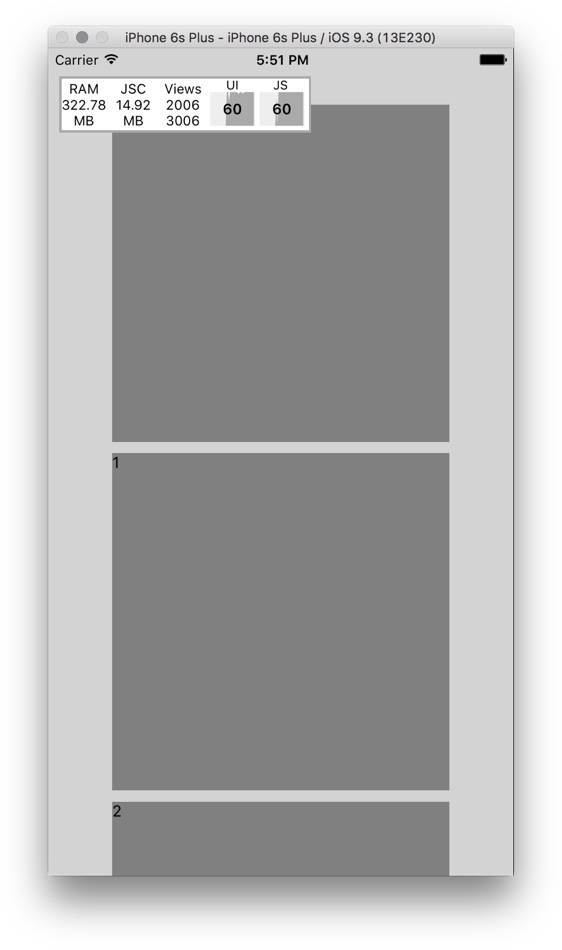 iPhone 6s Plus - iPhone 6s Plus / iOS 9.3 (13E230)
Carrier 5:51 PM
RAM JSC Views UI JS
322.78 14.92 2006 60 60
MB MB 3006
1
2